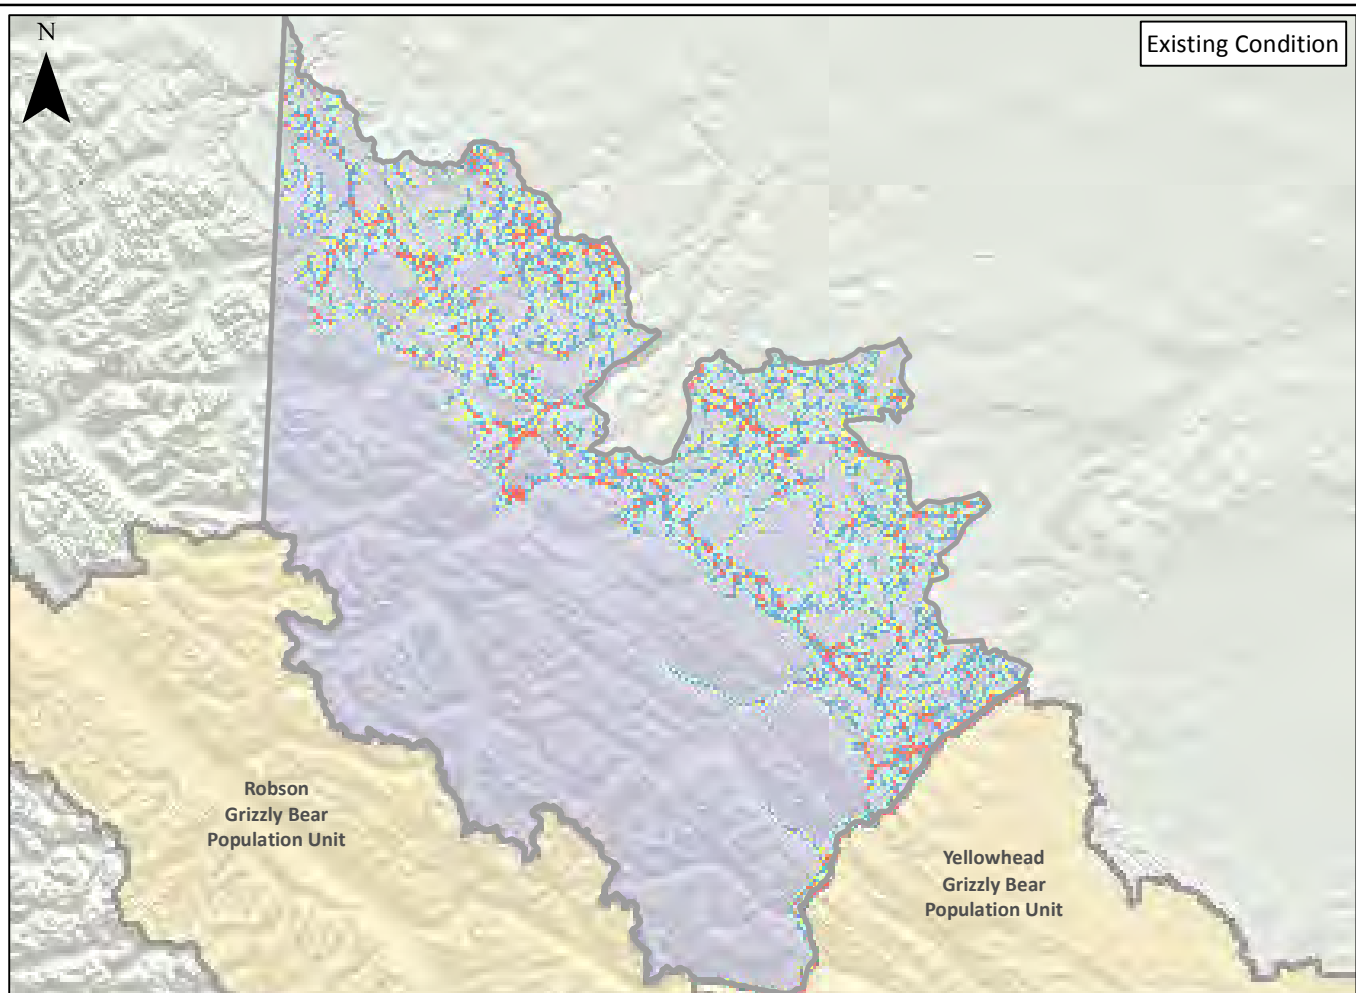 N
Existing Condition
Robson
Grizzly Bear
Population Unit
Yellowhead
Grizzly Bear
Population Unit